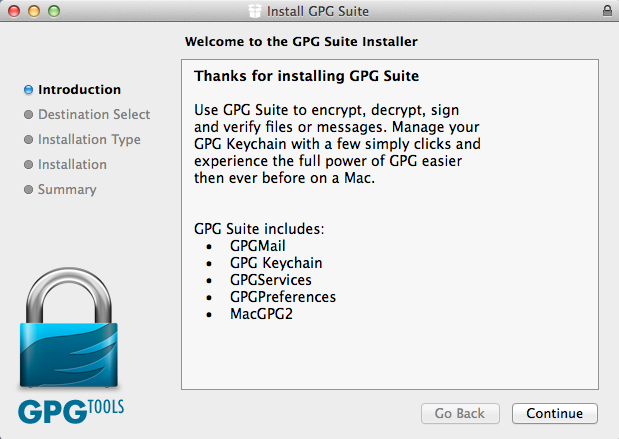 Install GPG Suite
Welcome to the GPG Suite Installer
Introduction
Destination Select
Installation Type
Installation
Summary
Thanks for installing GPG Suite
Use GPG Suite to encrypt, decrypt, sign
and verify files or messages. Manage your
GPG Keychain with a few simply clicks and
experience the full power of GPG easier
then ever before on a Mac.
GPG Suite includes:
• GPGMail
• GPG Keychain
• GPGServices
• GPGPreferences
• MacGPG2
GPGTOOLS
Go Back
Continue